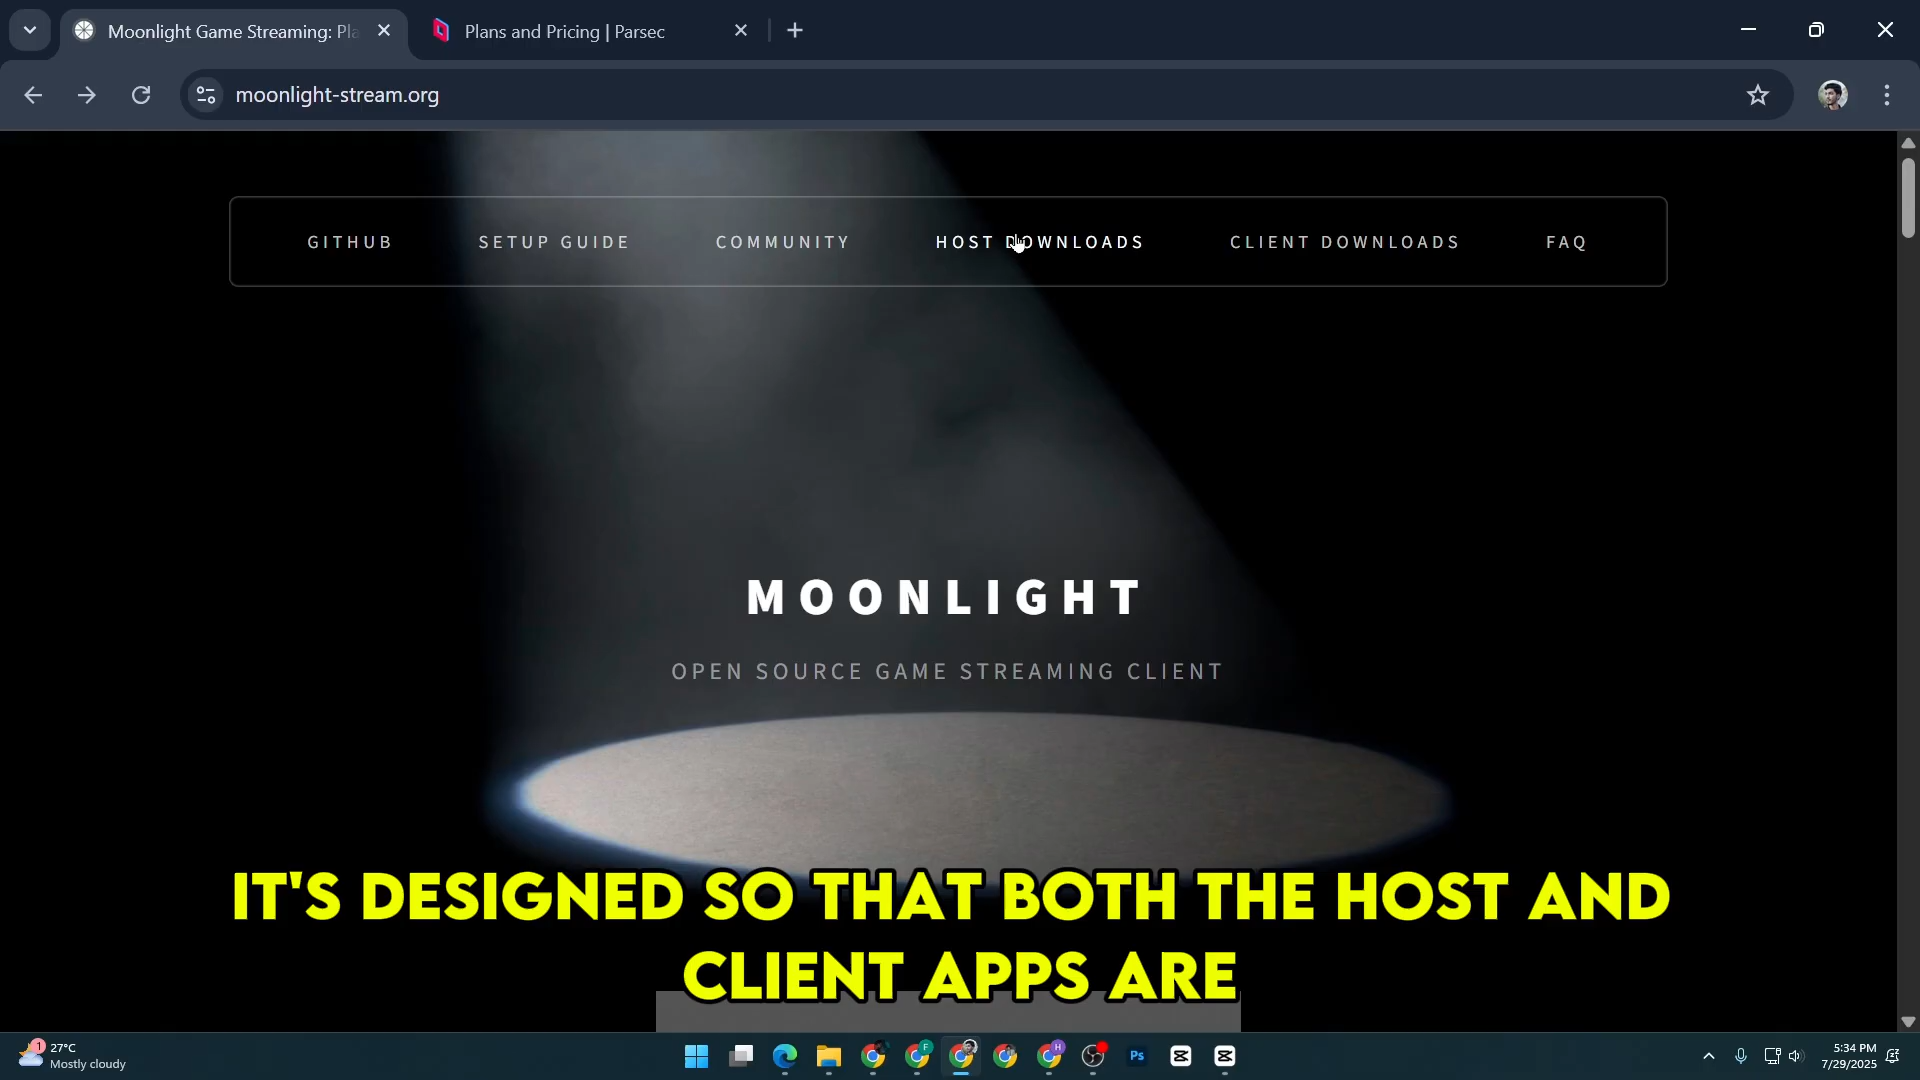 Moonlight Game Streaming: Pla
Plans and Pricing | Parsec
moonlight-stream.org
GITHUB
SETUP GUIDE
COMMUNITY
HOST DOWNLOADS
CLIENT DOWNLOADS
FAQ
MOONLIGHT
OPEN SOURCE GAME STREAMING CLIENT
IT'S DESIGNED SO THAT BOTH THE HOST AND
CLIENT APPS ARE
1
27°C
Mostly cloudy
F
H
Ps
5:34 PM
7/29/2025